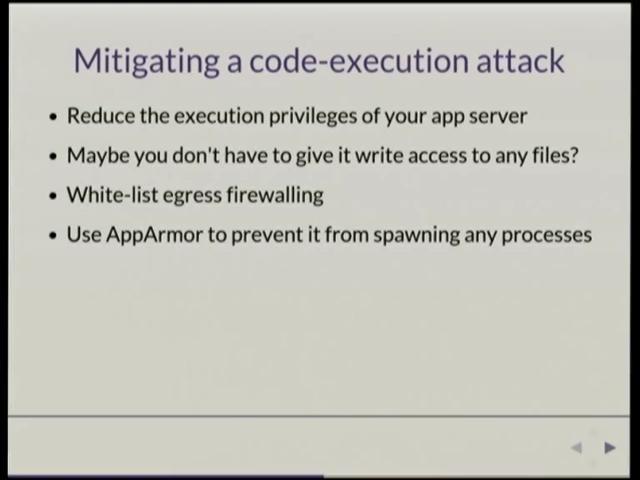 Mitigating a code-execution attack
• Reduce the execution privileges of your app server
• Maybe you don't have to give it write access to any files?
• White-list egress firewalling
• Use AppArmor to prevent it from spawning any processes